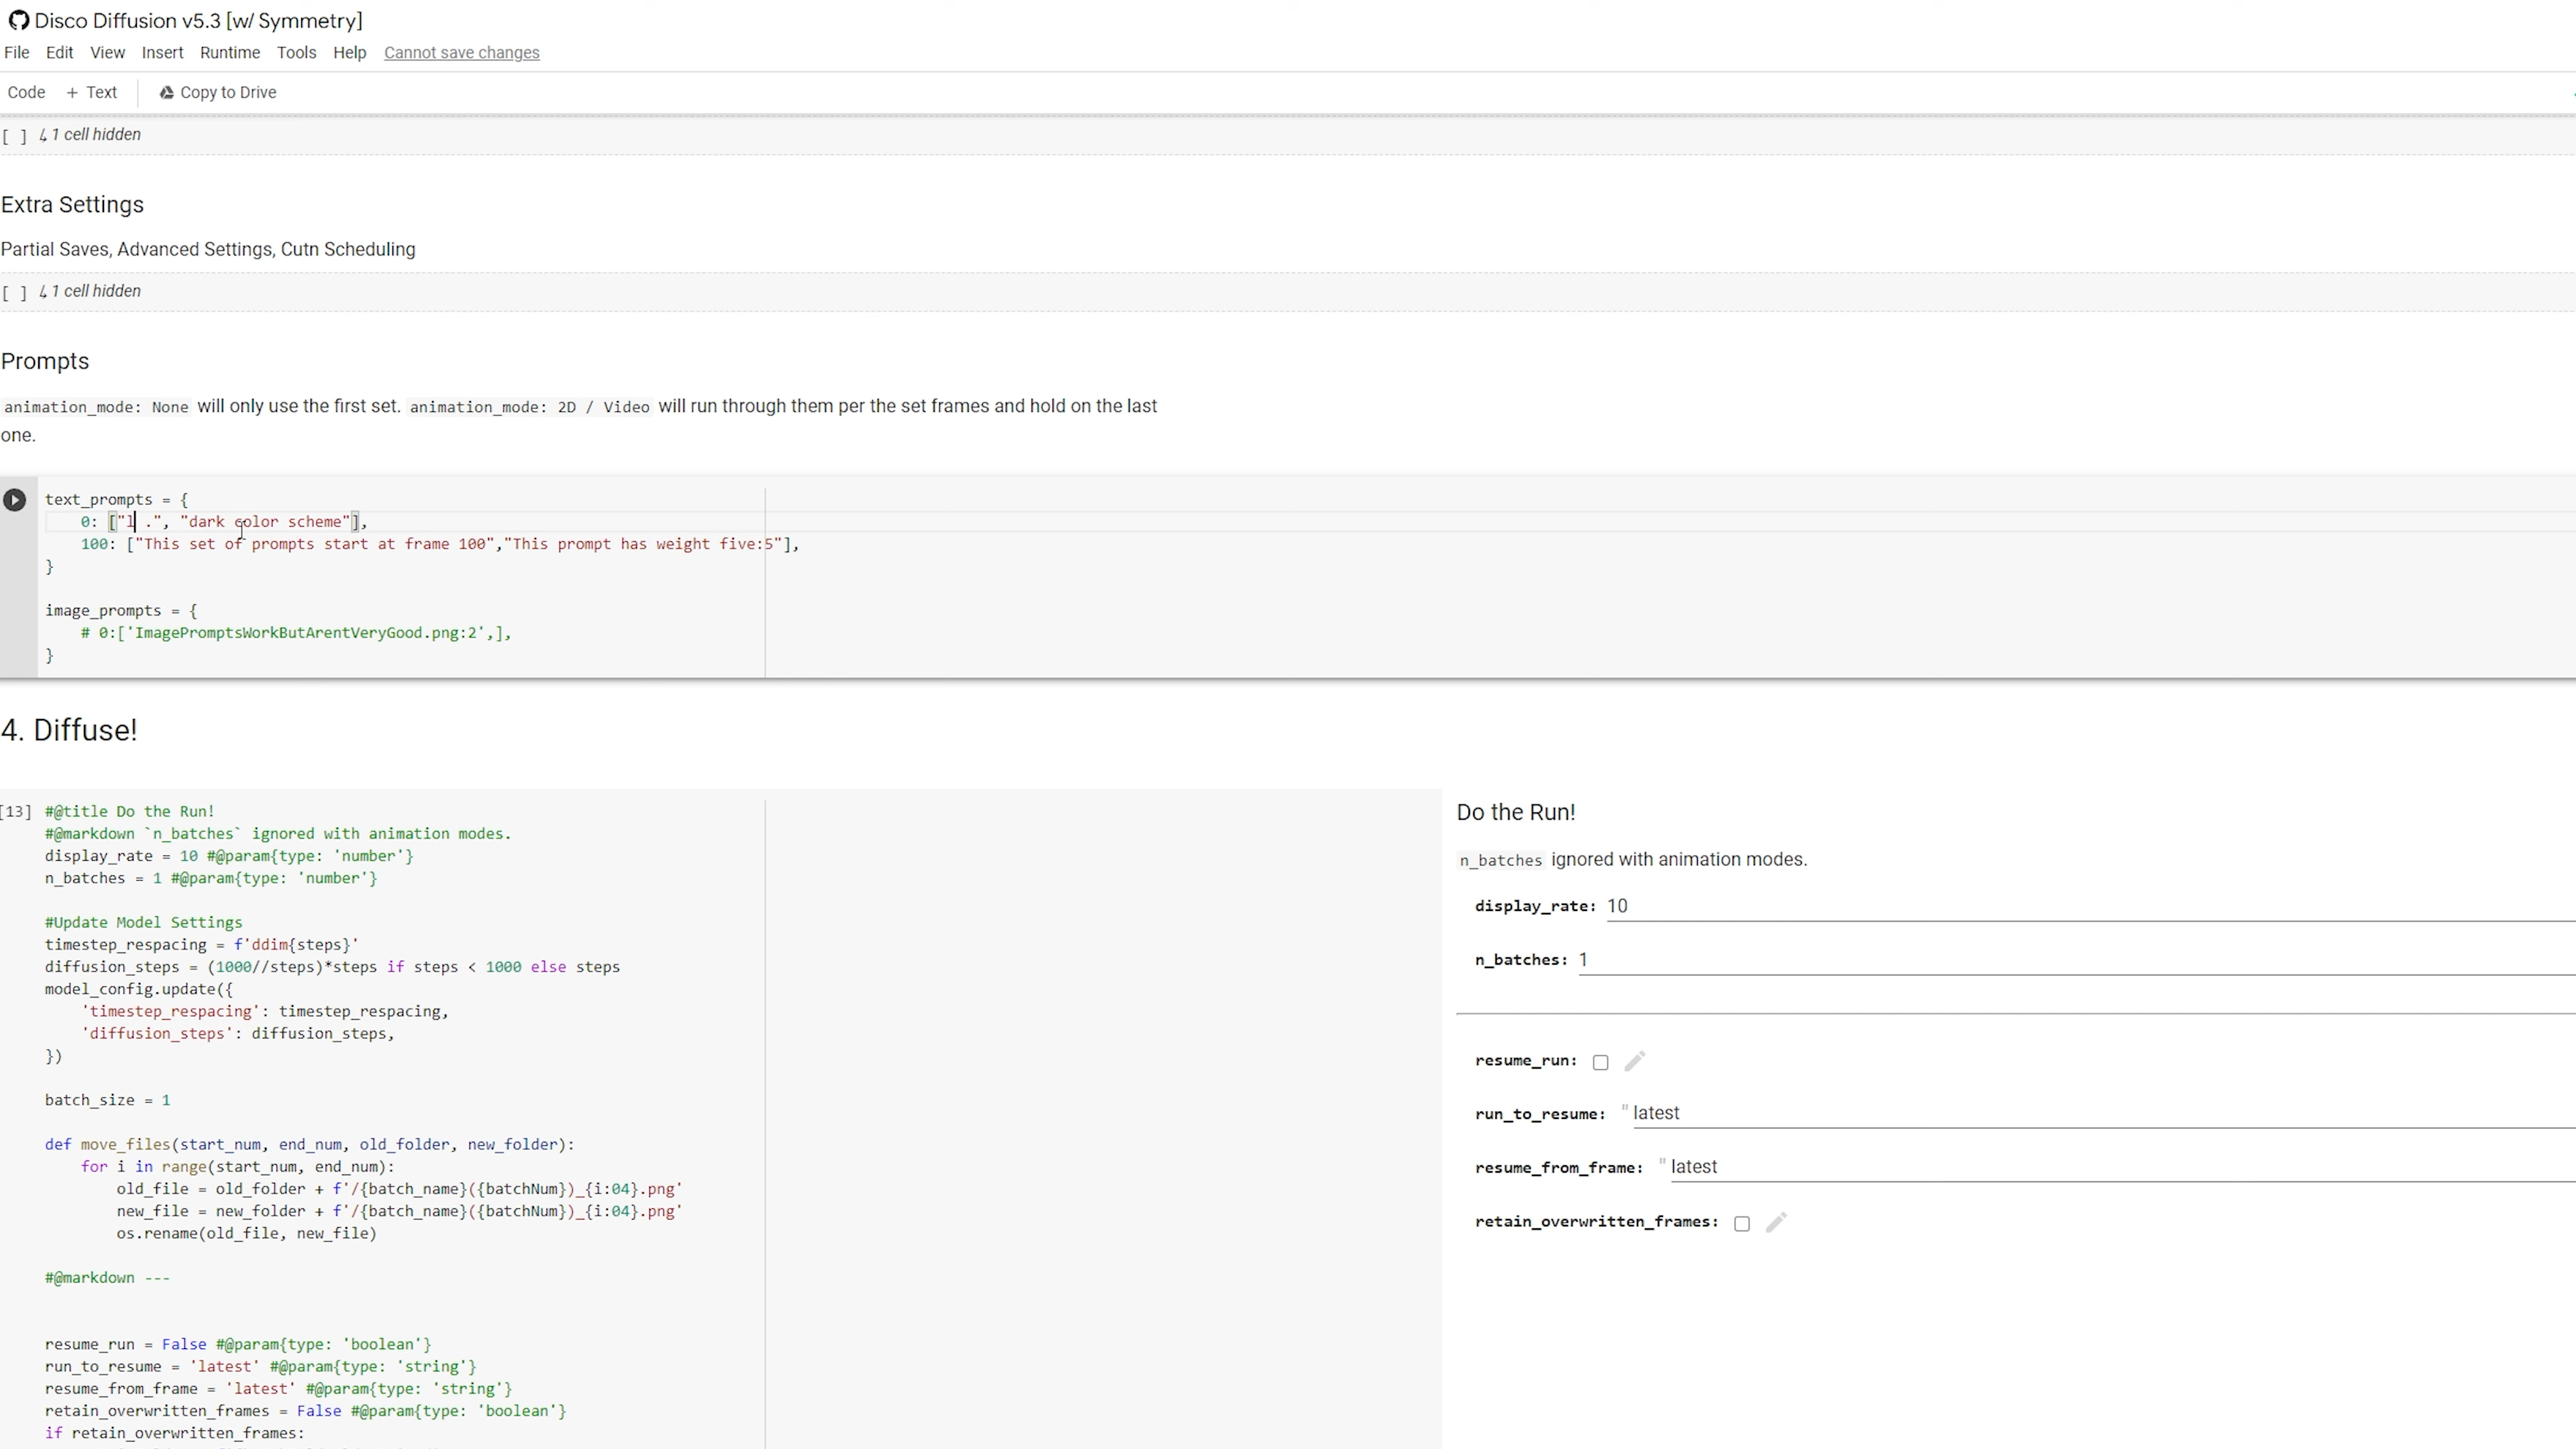 Disco Diffusion v5.3 [w/ Symmetry]
File Edit View Insert Runtime Tools Help Cannot save changes
Code + Text Copy to Drive
[ ] ↳ 1 cell hidden
Extra Settings
Partial Saves, Advanced Settings, Cutn Scheduling
[ ] ↳ 1 cell hidden
Prompts
animation_mode: None will only use the first set. animation_mode: 2D / Video will run through them per the set frames and hold on the last
one.
text_prompts = {
    0: ["l .", "dark color scheme"],
    100: ["This set of prompts start at frame 100","This prompt has weight five:5"],
}
image_prompts = {
    # 0:['ImagePromptsWorkButArentVeryGood.png:2',],
}
4. Diffuse!
[13] #@title Do the Run!
#@markdown `n_batches` ignored with animation modes.
display_rate = 10 #@param{type: 'number'}
n_batches = 1 #@param{type: 'number'}
#Update Model Settings
timestep_respacing = f'ddim{steps}'
diffusion_steps = (1000//steps)*steps if steps < 1000 else steps
model_config.update({
    'timestep_respacing': timestep_respacing,
    'diffusion_steps': diffusion_steps,
})
batch_size = 1
def move_files(start_num, end_num, old_folder, new_folder):
    for i in range(start_num, end_num):
        old_file = old_folder + f'/{batch_name}({batchNum})_{i:04}.png'
        new_file = new_folder + f'/{batch_name}({batchNum})_{i:04}.png'
        os.rename(old_file, new_file)
#@markdown ---
resume_run = False #@param{type: 'boolean'}
run_to_resume = 'latest' #@param{type: 'string'}
resume_from_frame = 'latest' #@param{type: 'string'}
retain_overwritten_frames = False #@param{type: 'boolean'}
if retain_overwritten_frames:
Do the Run!
n_batches ignored with animation modes.
display_rate: 10
n_batches: 1
resume_run:
run_to_resume: " latest
resume_from_frame: " latest
retain_overwritten_frames: